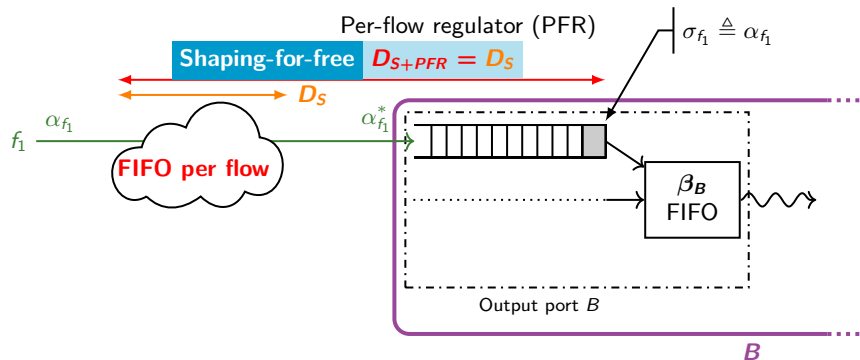 Per-flow regulator (PFR)
σ_{f_1} ≜ α_{f_1}
Shaping-for-free D_{S+PFR} = D_S
D_S
f_1 α_{f_1} α^*_{f_1}
FIFO per flow
β_B
FIFO
Output port B
B